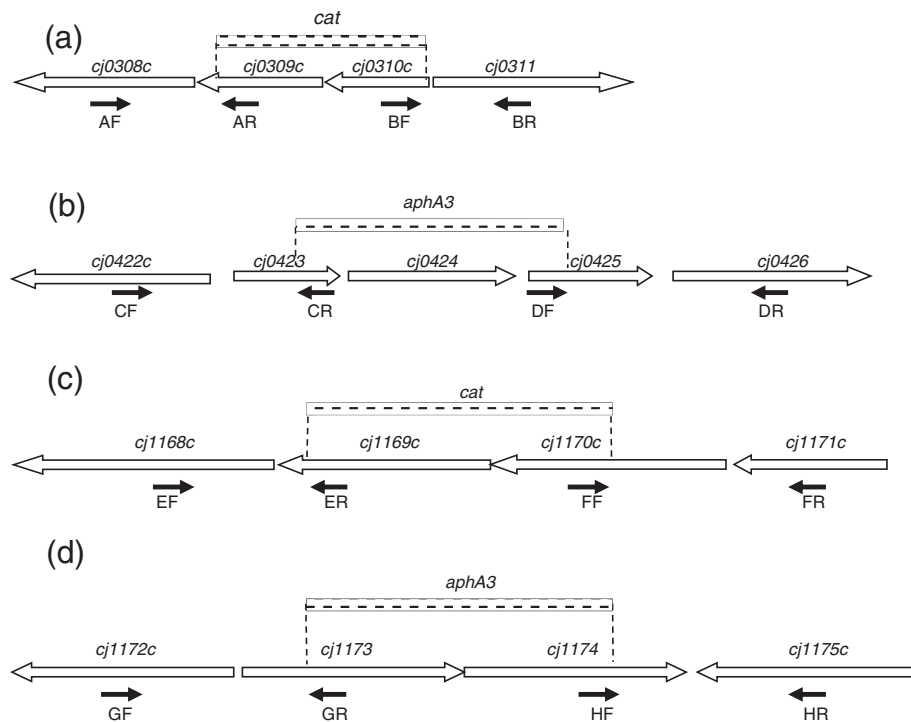 (a)
cat
cj0308c cj0309c cj0310c cj0311
AF AR BF BR
(b)
aphA3
cj0422c cj0423 cj0424 cj0425 cj0426
CF CR DF DR
(c)
cat
cj1168c cj1169c cj1170c cj1171c
EF ER FF FR
(d)
aphA3
cj1172c cj1173 cj1174 cj1175c
GF GR HF HR